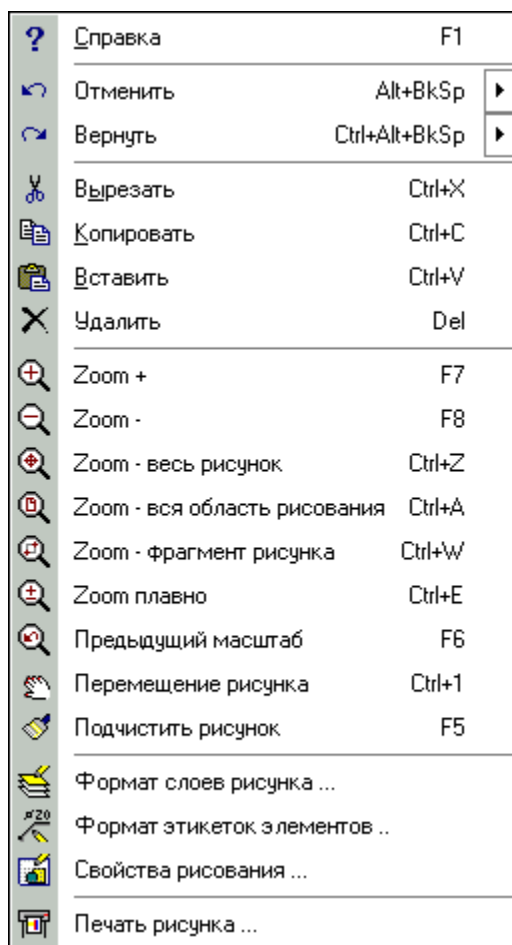 ? Справка F1
Отменить Alt+BkSp
Вернуть Ctrl+Alt+BkSp
Вырезать Ctrl+X
Копировать Ctrl+C
Вставить Ctrl+V
Удалить Del
Zoom + F7
Zoom - F8
Zoom - весь рисунок Ctrl+Z
Zoom - вся область рисования Ctrl+A
Zoom - фрагмент рисунка Ctrl+W
Zoom плавно Ctrl+E
Предыдущий масштаб F6
Перемещение рисунка Ctrl+1
Подчистить рисунок F5
Формат слоев рисунка ...
Формат этикеток элементов ..
Свойства рисования ...
Печать рисунка ...